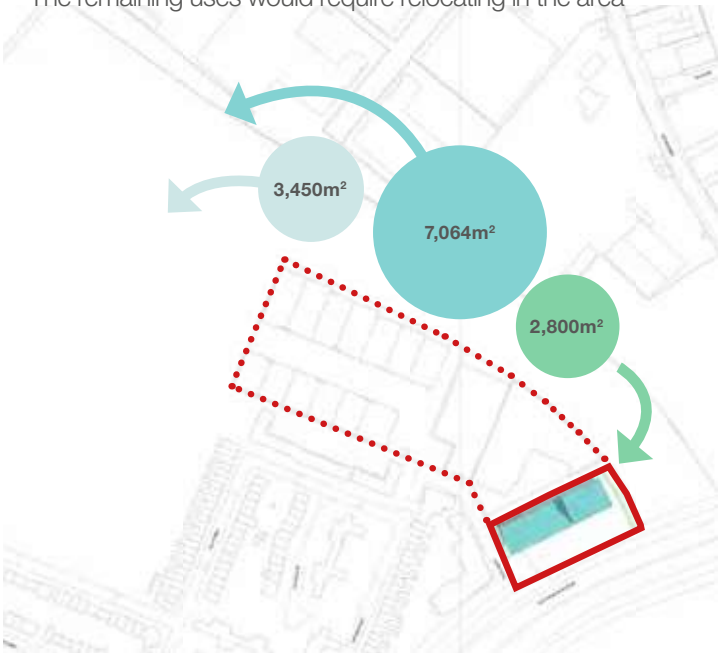 The remaining uses would require relocating in the area
3,450m²
7,064m²
2,800m²